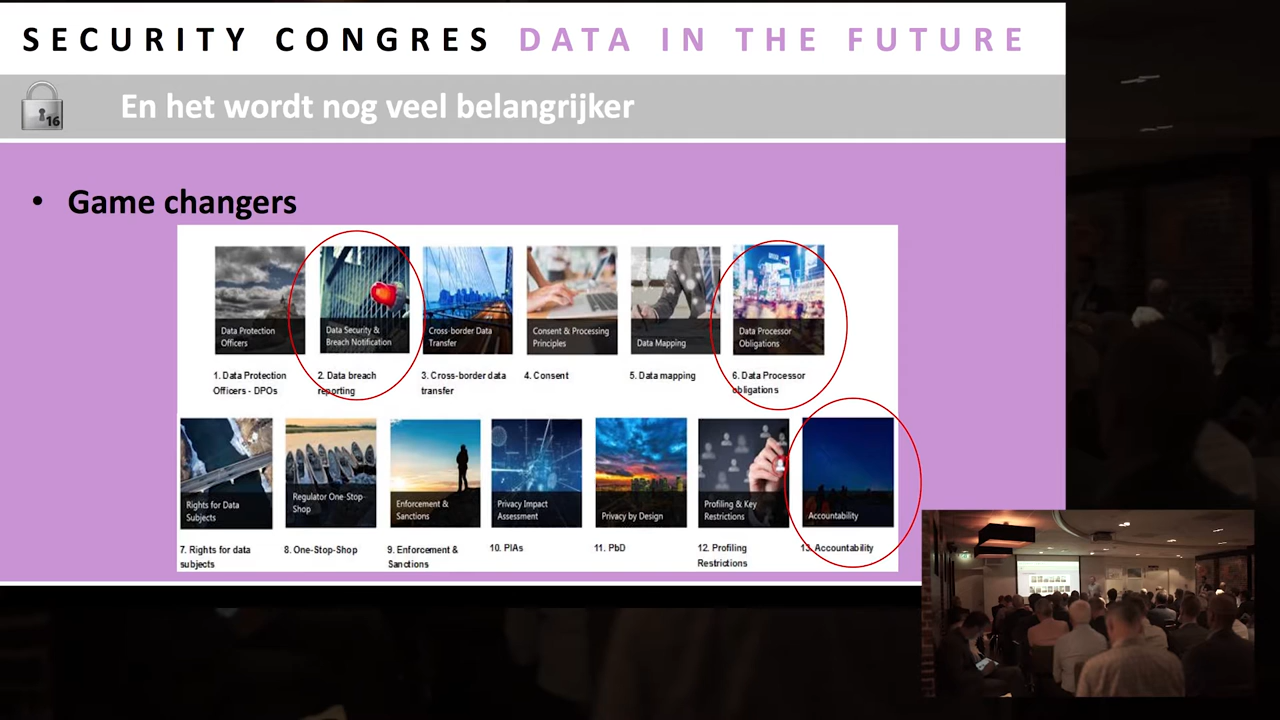 SECURITY CONGRES DATA IN THE FUTURE
16
En het wordt nog veel belangrijker
• Game changers
Data Protection
Officers
Data Security &
Breach Notification
Cross-border Data
Transfer
Consent & Processing
Principles
Data Mapping
Data Processor
Obligations
1. Data Protection
Officers - DPOs
2. Data breach
reporting
3. Cross-border data
transfer
4. Consent
5. Data mapping
6. Data Processor
obligations
Rights for Data
Subjects
Regulator One-Stop-
Shop
Enforcement &
Sanctions
Privacy Impact
Assessment
Privacy by Design
Profiling & Key
Restrictions
Accountability
7. Rights for data
subjects
8. One-Stop-Shop
9. Enforcement &
Sanctions
10. PIAs
11. PbD
12. Profiling
Restrictions
13. Accountability